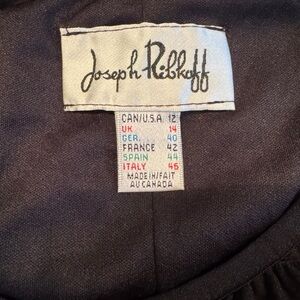 Joseph Ribkoff
CAN/U.S.A. 12
UK 14
GER. 40
FRANCE 42
SPAIN 44
ITALY 46
MADE IN/FAIT
AU CANADA